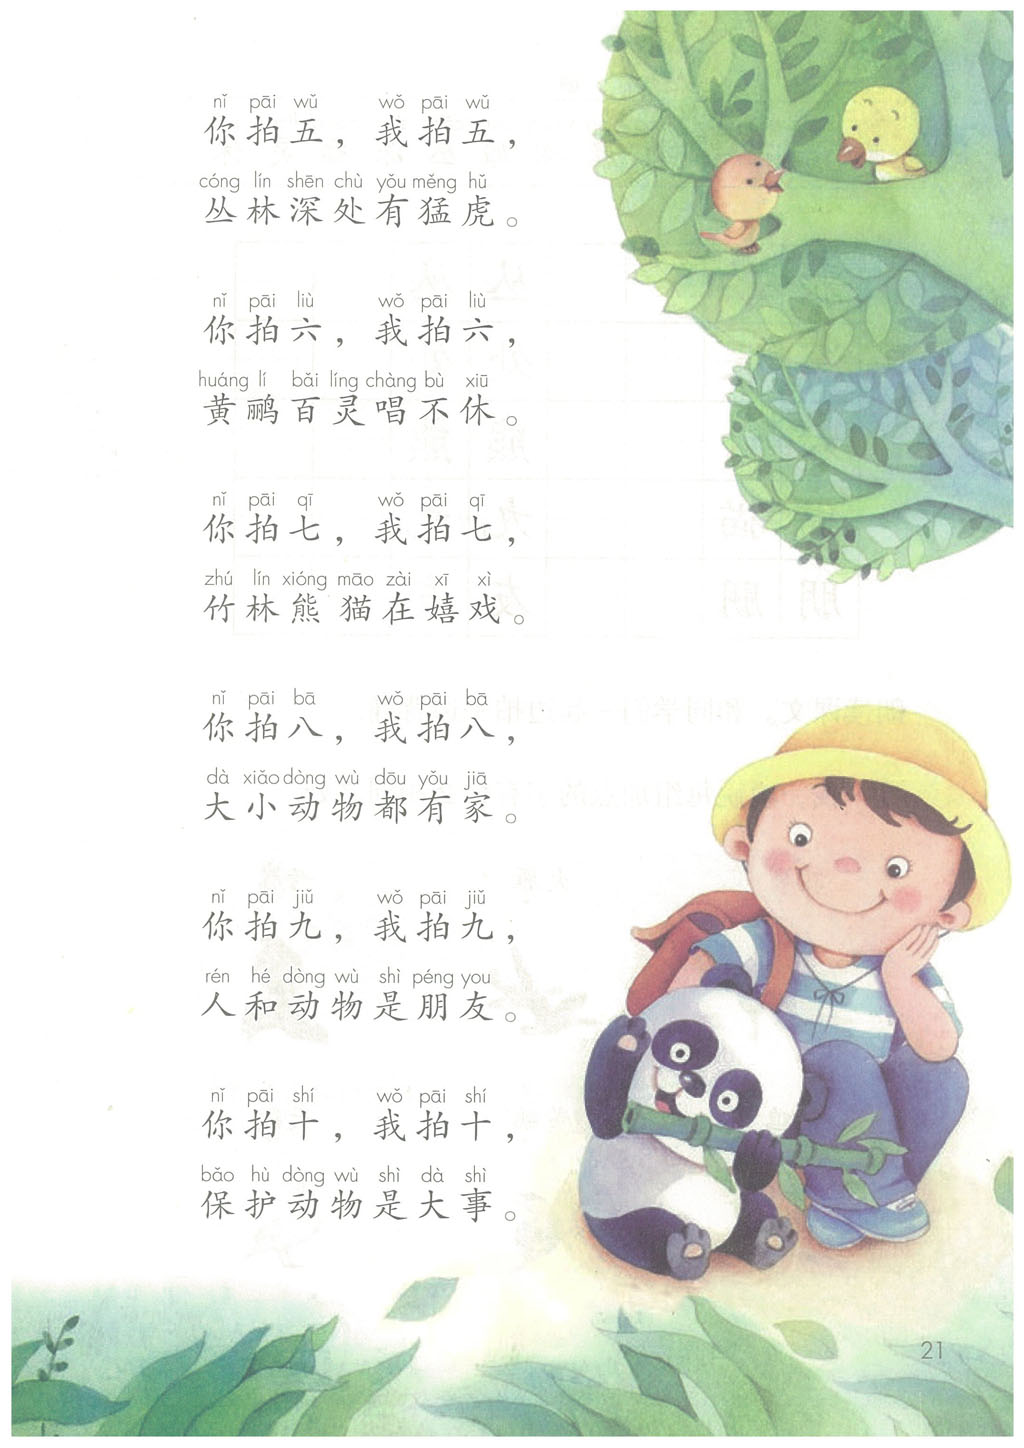 nǐ pāi wǔ wǒ pāi wǔ
你拍五，我拍五，
cóng lín shēn chù yǒu měng hǔ
丛林深处有猛虎。
nǐ pāi liù wǒ pāi liù
你拍六，我拍六，
huáng lí bǎi líng chàng bù xiū
黄鹂百灵唱不休。
nǐ pāi qī wǒ pāi qī
你拍七，我拍七，
zhú lín xióng māo zài xī xì
竹林熊猫在嬉戏。
nǐ pāi bā wǒ pāi bā
你拍八，我拍八，
dà xiǎo dòng wù dōu yǒu jiā
大小动物都有家。
nǐ pāi jiǔ wǒ pāi jiǔ
你拍九，我拍九，
rén hé dòng wù shì péng you
人和动物是朋友。
nǐ pāi shí wǒ pāi shí
你拍十，我拍十，
bǎo hù dòng wù shì dà shì
保护动物是大事。
21